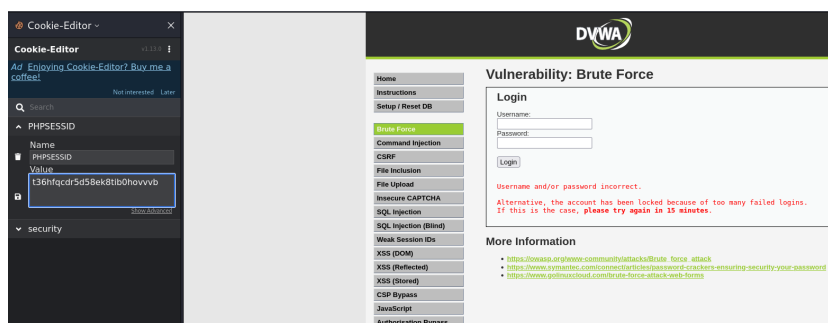 Cookie-Editor
Cookie-Editor
v1.13.0
Ad Enjoying Cookie-Editor? Buy me a
coffee!
Not interested Later
Search
PHPSESSID
Name
PHPSESSID
Value
t36hfqcdr5d58ek8tib0hovvvb
Show Advanced
security
DVWA
Home
Instructions
Setup / Reset DB
Brute Force
Command Injection
CSRF
File Inclusion
File Upload
Insecure CAPTCHA
SQL Injection
SQL Injection (Blind)
Weak Session IDs
XSS (DOM)
XSS (Reflected)
XSS (Stored)
CSP Bypass
JavaScript
Authorisation Bypass
Vulnerability: Brute Force
Login
Username:
Password:
Login
Username and/or password incorrect.
Alternative, the account has been locked because of too many failed logins.
If this is the case, please try again in 15 minutes.
More Information
https://owasp.org/www-community/attacks/Brute_force_attack
https://www.symantec.com/connect/articles/password-crackers-ensuring-security-your-password
https://www.golinuxcloud.com/brute-force-attack-web-forms